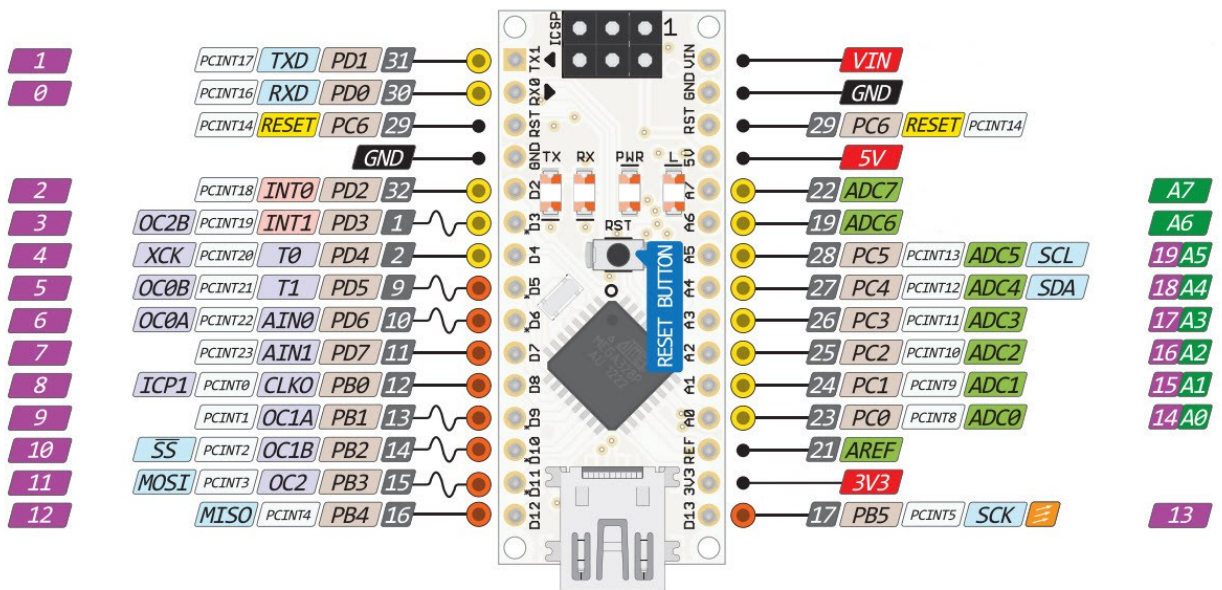 ICSP 1
1 PCINT17 TXD PD1 31 TX1 VIN VIN
0 PCINT16 RXD PD0 30 RX0 GND GND
PCINT14 RESET PC6 29 RST RST 29 PC6 RESET PCINT14
GND GND TX RX PWR L 5V 5V
2 PCINT18 INT0 PD2 32 D2 A7 22 ADC7 A7
3 OC2B PCINT19 INT1 PD3 1 *D3 RST A6 19 ADC6 A6
4 XCK PCINT20 T0 PD4 2 D4 A5 28 PC5 PCINT13 ADC5 SCL 19 A5
5 OC0B PCINT21 T1 PD5 9 *D5 A4 27 PC4 PCINT12 ADC4 SDA 18 A4
6 OC0A PCINT22 AIN0 PD6 10 *D6 A3 26 PC3 PCINT11 ADC3 17 A3
RESET BUTTON
7 PCINT23 AIN1 PD7 11 D7 A2 25 PC2 PCINT10 ADC2 16 A2
8 ICP1 PCINT0 CLKO PB0 12 D8 A1 24 PC1 PCINT9 ADC1 15 A1
9 PCINT1 OC1A PB1 13 *D9 A0 23 PC0 PCINT8 ADC0 14 A0
10 SS PCINT2 OC1B PB2 14 *D10 REF 21 AREF
11 MOSI PCINT3 OC2 PB3 15 *D11 3V3 3V3
12 MISO PCINT4 PB4 16 D12 D13 17 PB5 PCINT5 SCK 13